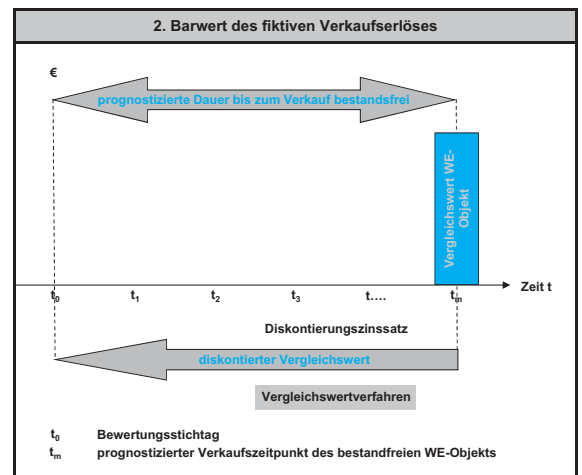 2. Barwert des fiktiven Verkaufserlöses
€
prognostizierte Dauer bis zum Verkauf bestandsfrei
Vergleichswert WE-
Objekt
Zeit t
t0 t1 t2 t3 t…. tm
Diskontierungszinssatz
diskontierter Vergleichswert
Vergleichswertverfahren
t0 Bewertungsstichtag
tm prognostizierter Verkaufszeitpunkt des bestandfreien WE-Objekts